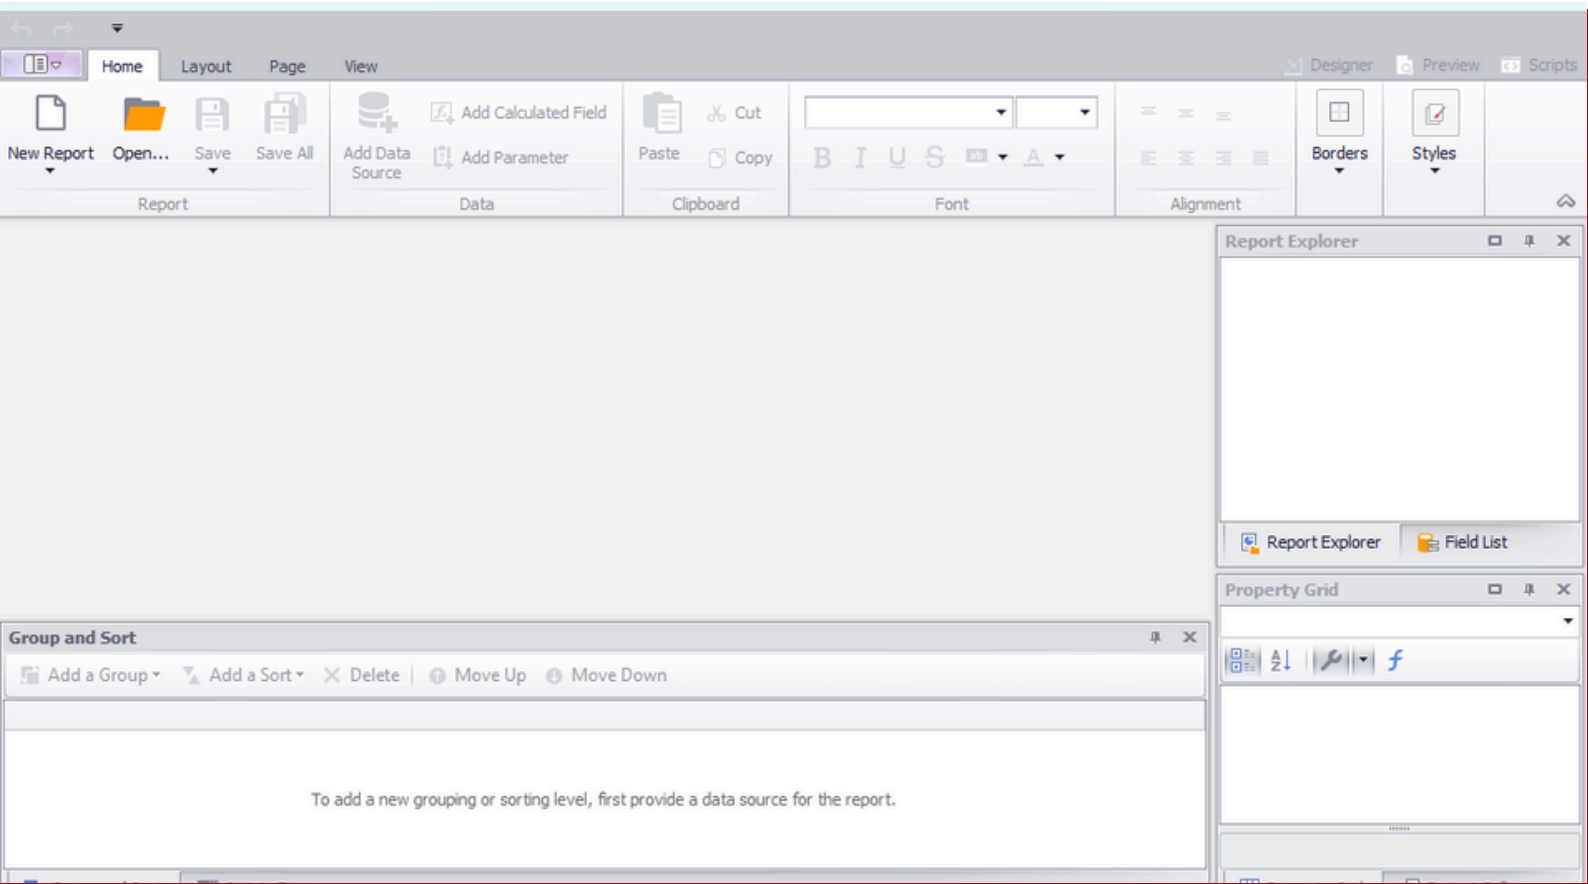 Home Layout Page View Designer Preview Scripts
New Report Open... Save Save All Add Data Source Add Calculated Field Add Parameter Paste Cut Copy B I U S ab A Borders Styles
Report Data Clipboard Font Alignment
Report Explorer
Report Explorer Field List
Property Grid
Group and Sort
Add a Group Add a Sort Delete Move Up Move Down
To add a new grouping or sorting level, first provide a data source for the report.